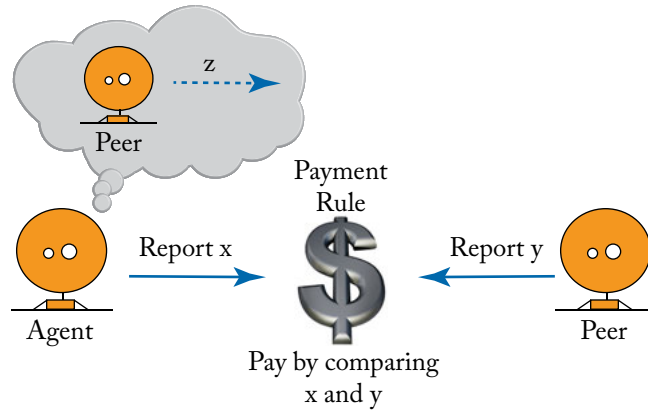 z
Peer
Payment
Rule
Report x
Report y
Agent
Peer
Pay by comparing
x and y